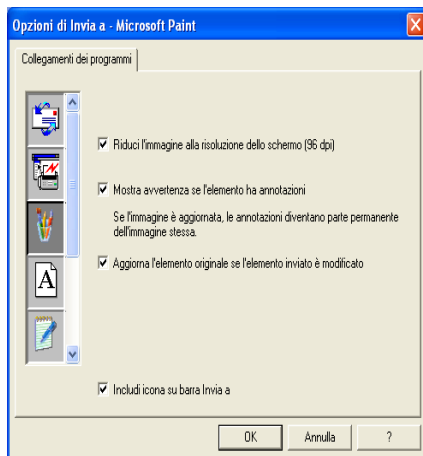 Opzioni di Invia a - Microsoft Paint
Collegamenti dei programmi
Riduci l'immagine alla risoluzione dello schermo (96 dpi)
Mostra avvertenza se l'elemento ha annotazioni
Se l'immagine è aggiornata, le annotazioni diventano parte permanente
dell'immagine stessa.
Aggiorna l'elemento originale se l'elemento inviato è modificato
A
Includi icona su barra Invia a
OK
Annulla
?